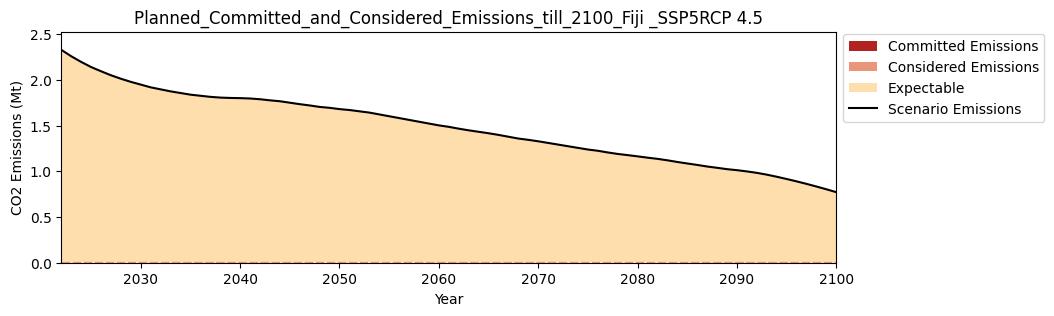 Planned_Committed_and_Considered_Emissions_till_2100_Fiji _SSP5RCP 4.5
CO2 Emissions (Mt)
2.5
2.0
1.5
1.0
0.5
0.0
2030 2040 2050 2060 2070 2080 2090 2100
Year
Committed Emissions
Considered Emissions
Expectable
Scenario Emissions